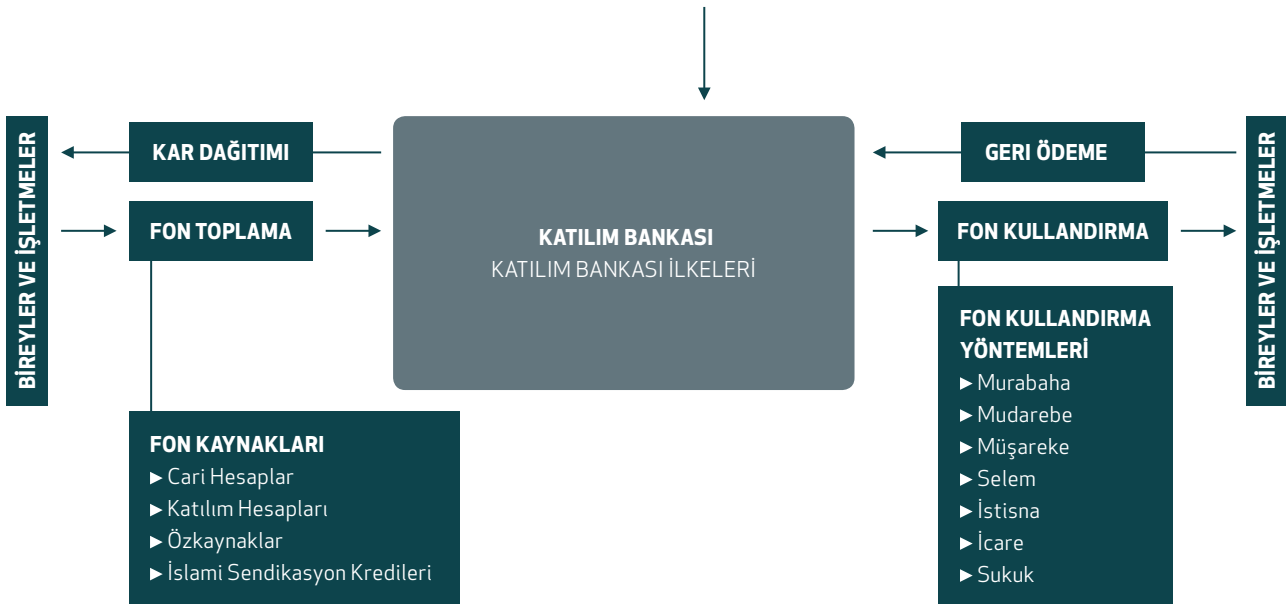 BİREYLER VE İŞLETMELER
KAR DAĞITIMI
FON TOPLAMA
FON KAYNAKLARI
▶ Cari Hesaplar
▶ Katılım Hesapları
▶ Özkaynaklar
▶ İslami Sendikasyon Kredileri
KATILIM BANKASI
KATILIM BANKASI İLKELERİ
GERI ÖDEME
FON KULLANDIRMA
FON KULLANDIRMA
YÖNTEMLERİ
▶ Murabaha
▶ Mudarebe
▶ Müşareke
▶ Selem
▶ İstisna
▶ İcare
▶ Sukuk
BİREYLER VE İŞLETMELER